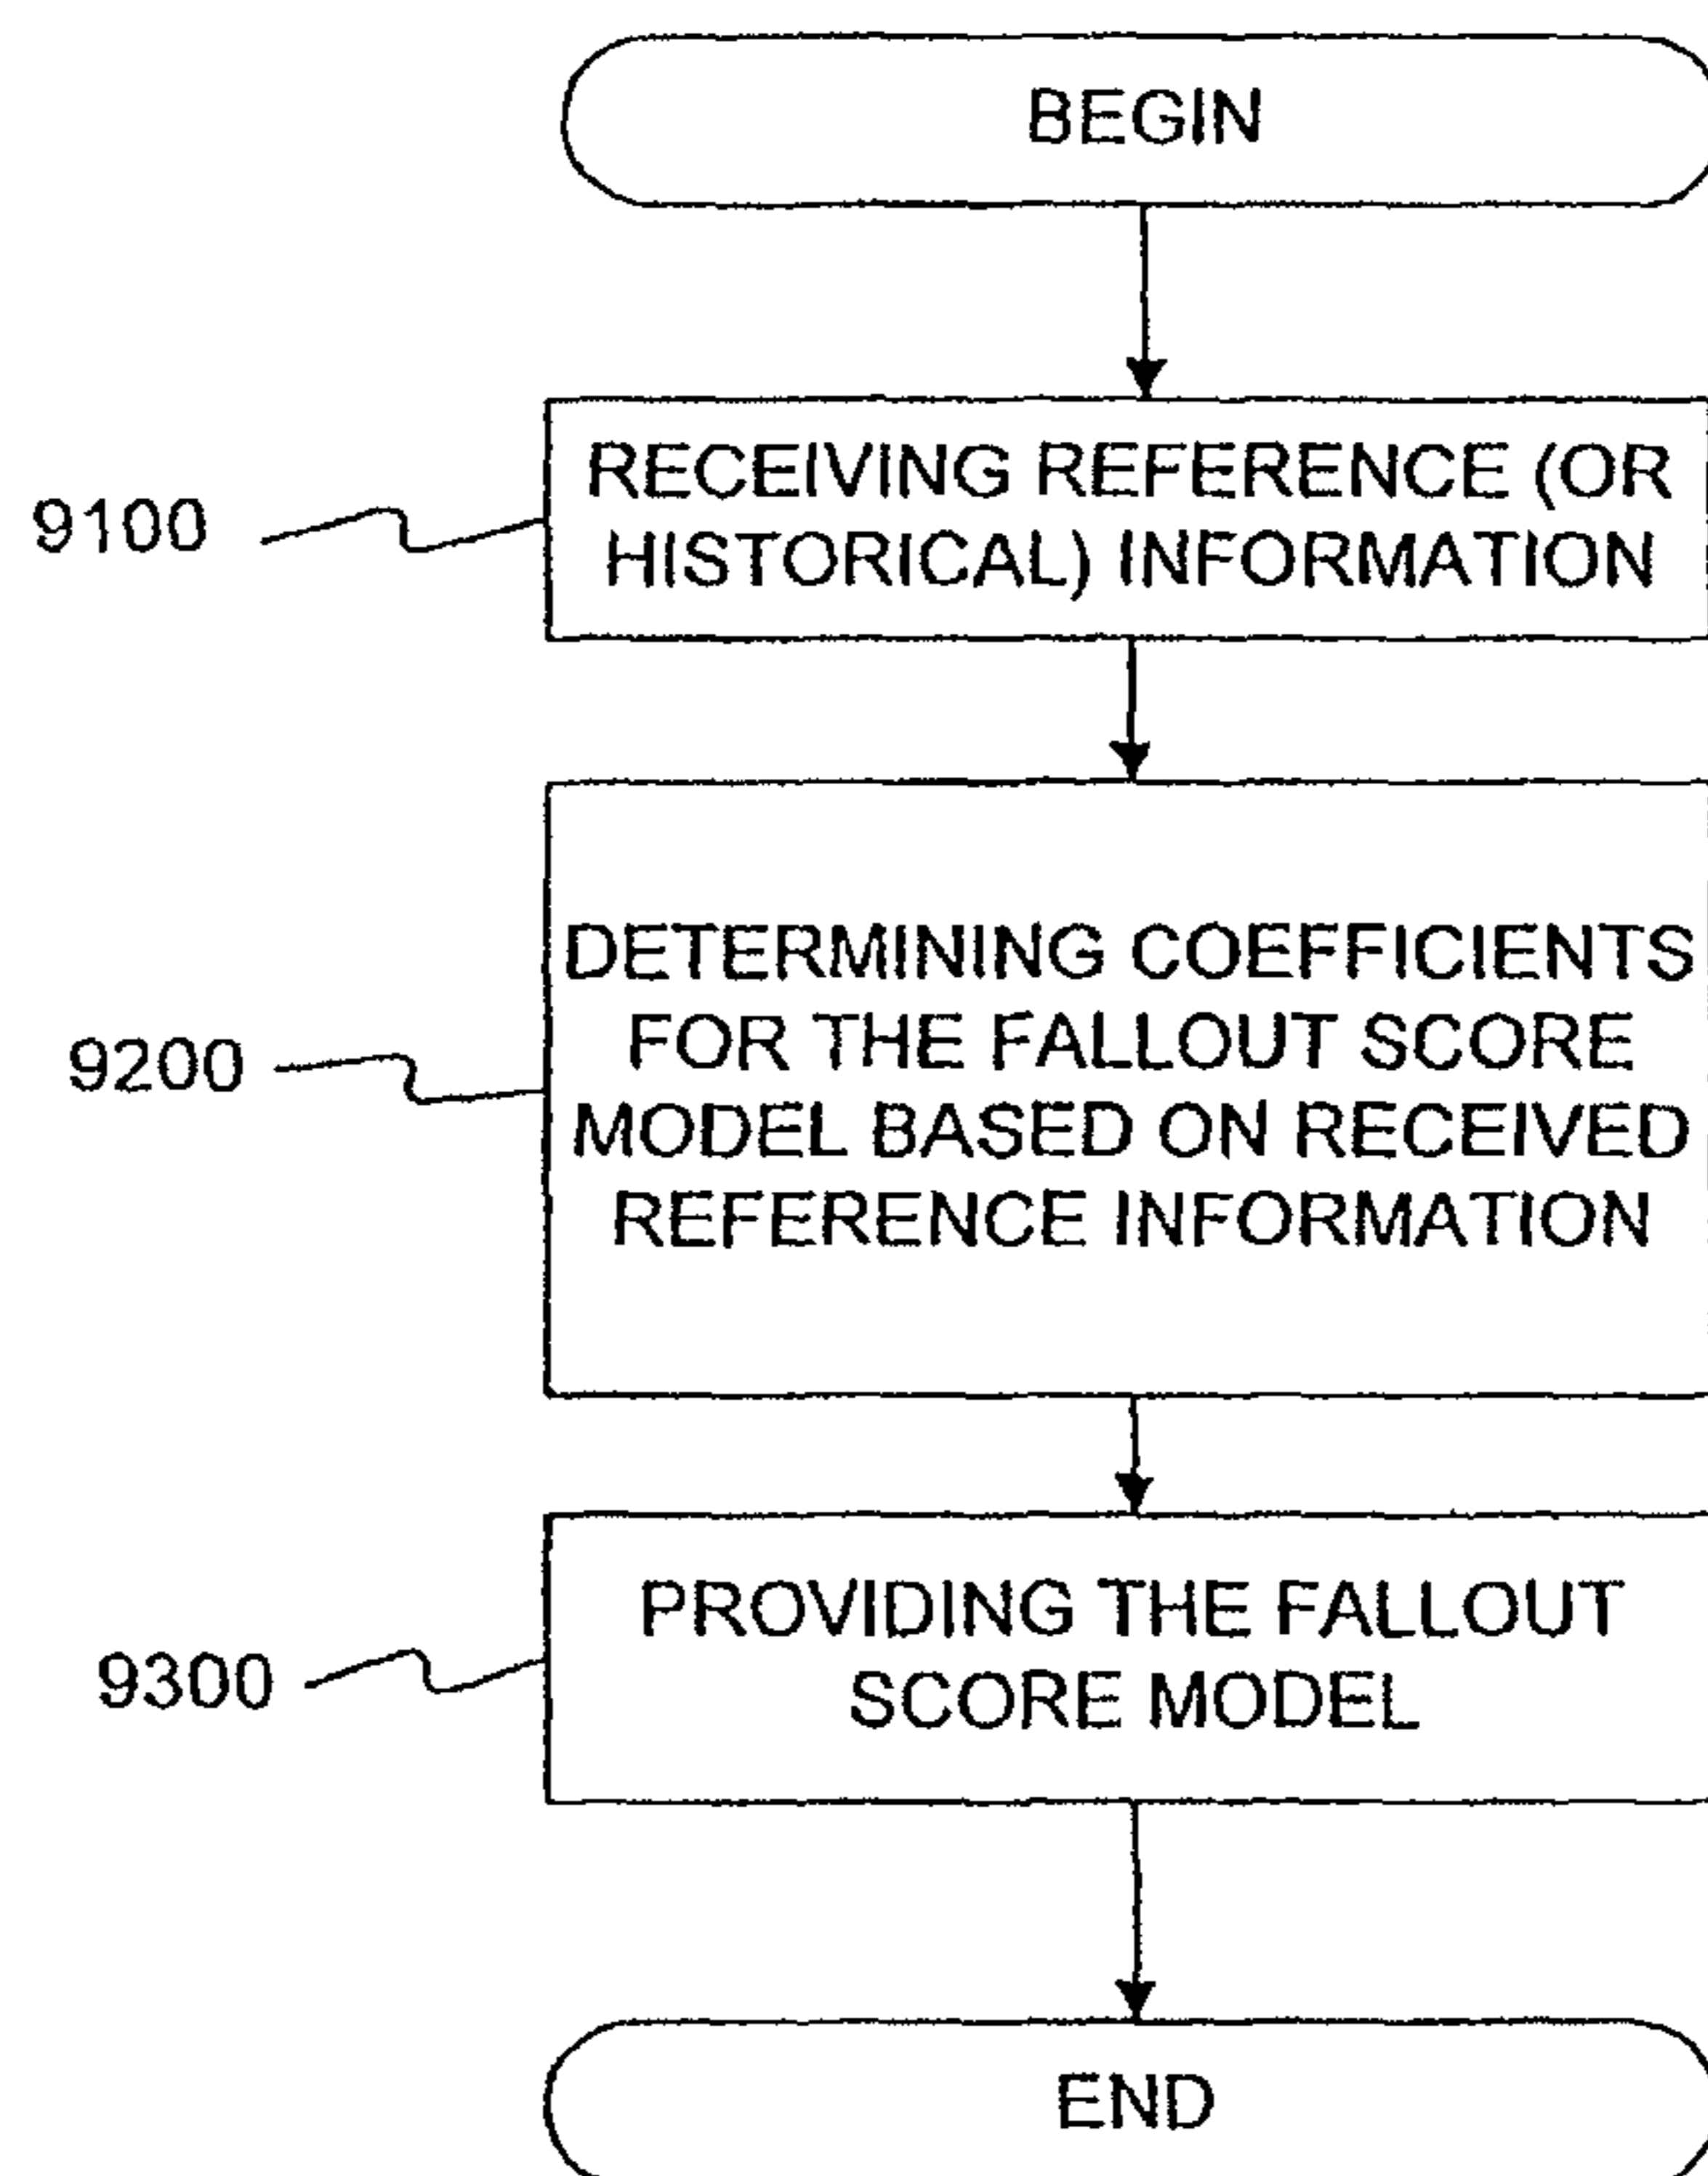 BEGIN
9100
RECEIVING REFERENCE (OR
HISTORICAL) INFORMATION
9200
DETERMINING COEFFICIENTS
FOR THE FALLOUT SCORE
MODEL BASED ON RECEIVED
REFERENCE INFORMATION
9300
PROVIDING THE FALLOUT
SCORE MODEL
END